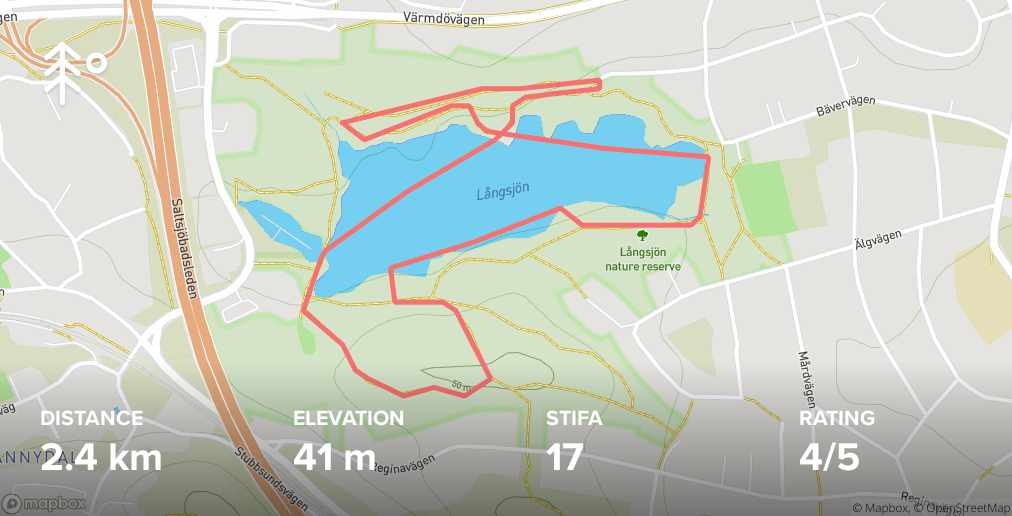 Värmdövägen
gen
Bävervägen
Långsjön
Saltsjöbadsleden
Älgvägen
Långsjön
nature reserve
Mårdvägen
50 m
DISTANCE
ELEVATION
STIFA
RATING
2.4 km
41 m
17
4/5
ANNYDAL
Stubbsundsvägen
Reginavägen
mapbox
© Mapbox, © OpenStreetMap